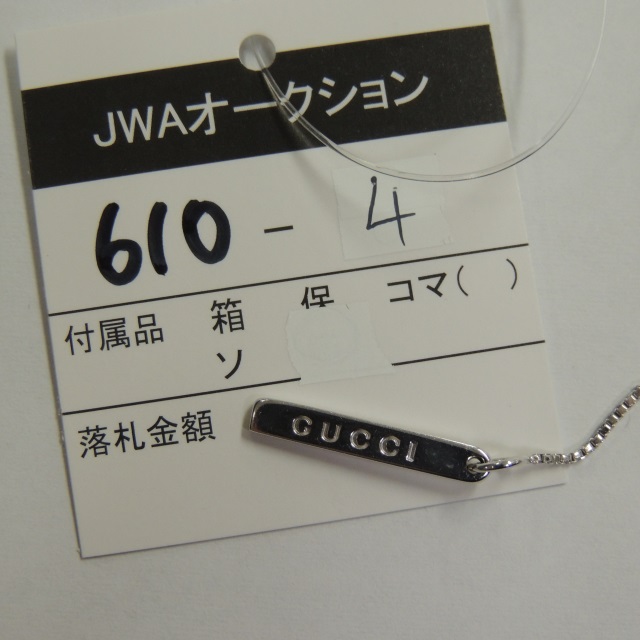 JWAオークション
610 - 4
付属品 箱 保 コマ( )
ソ
落札金額
GUCCI